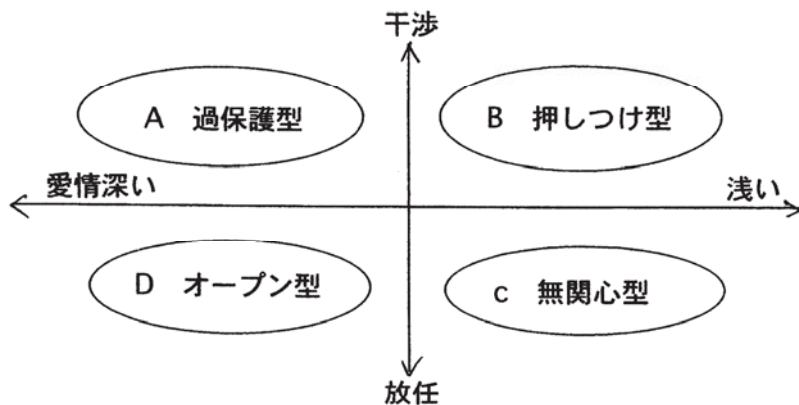 干渉
A 過保護型
B 押しつけ型
愛情深い
浅い
D オープン型
c 無関心型
放任